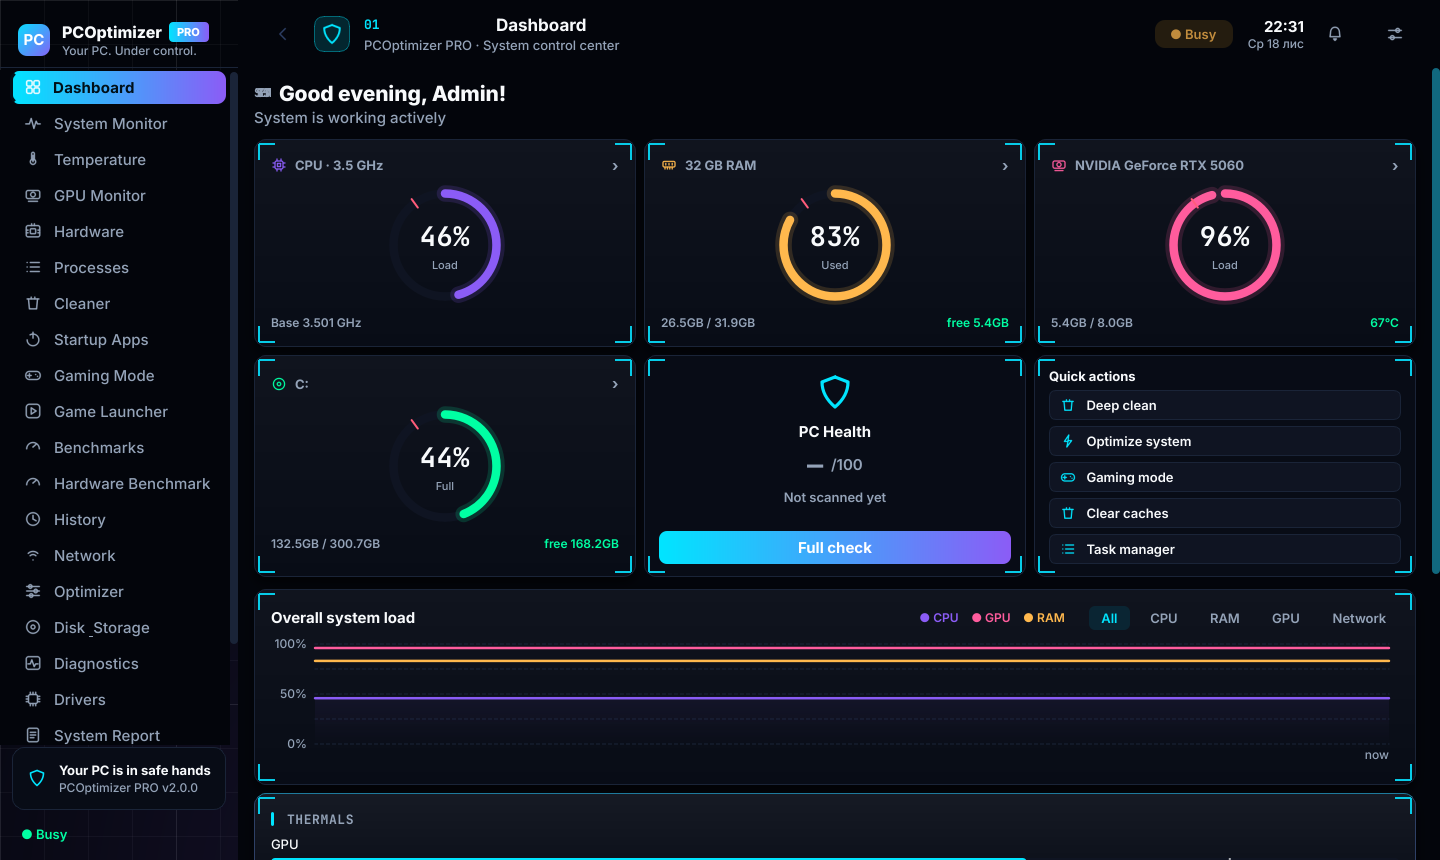 PC PCOptimizer PRO
Your PC. Under control.
Dashboard
System Monitor
Temperature
GPU Monitor
Hardware
Processes
Cleaner
Startup Apps
Gaming Mode
Game Launcher
Benchmarks
Hardware Benchmark
History
Network
Optimizer
Disk _Storage
Diagnostics
Drivers
System Report
Your PC is in safe hands
PCOptimizer PRO v2.0.0
Busy
01 Dashboard
PCOptimizer PRO · System control center
Busy
22:31
Ср 18 лис
Good evening, Admin!
System is working actively
CPU · 3.5 GHz
46%
Load
Base 3.501 GHz
32 GB RAM
83%
Used
26.5GB / 31.9GB free 5.4GB
NVIDIA GeForce RTX 5060
96%
Load
5.4GB / 8.0GB 67°C
C:
44%
Full
132.5GB / 300.7GB free 168.2GB
PC Health
— /100
Not scanned yet
Full check
Quick actions
Deep clean
Optimize system
Gaming mode
Clear caches
Task manager
Overall system load CPU GPU RAM All CPU RAM GPU Network
100%
50%
0%
now
THERMALS
GPU